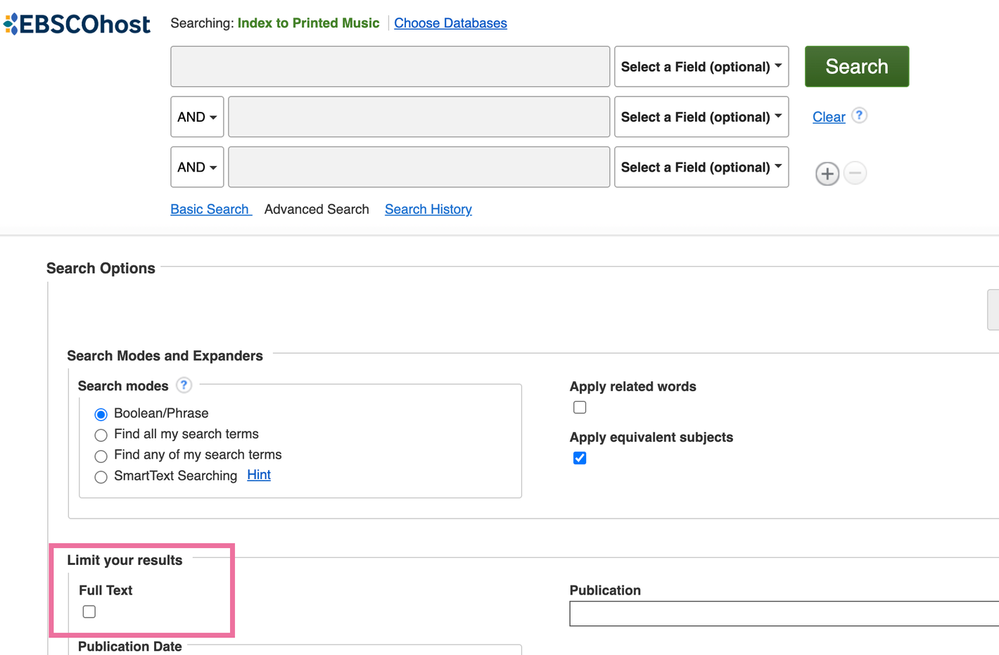 EBSCOhost Searching: Index to Printed Music Choose Databases
Select a Field (optional) Search
AND Select a Field (optional) Clear ?
AND Select a Field (optional)
Basic Search Advanced Search Search History
Search Options
Search Modes and Expanders
Search modes ?
Boolean/Phrase
Find all my search terms
Find any of my search terms
SmartText Searching Hint
Apply related words
Apply equivalent subjects
Limit your results
Full Text
Publication
Publication Date